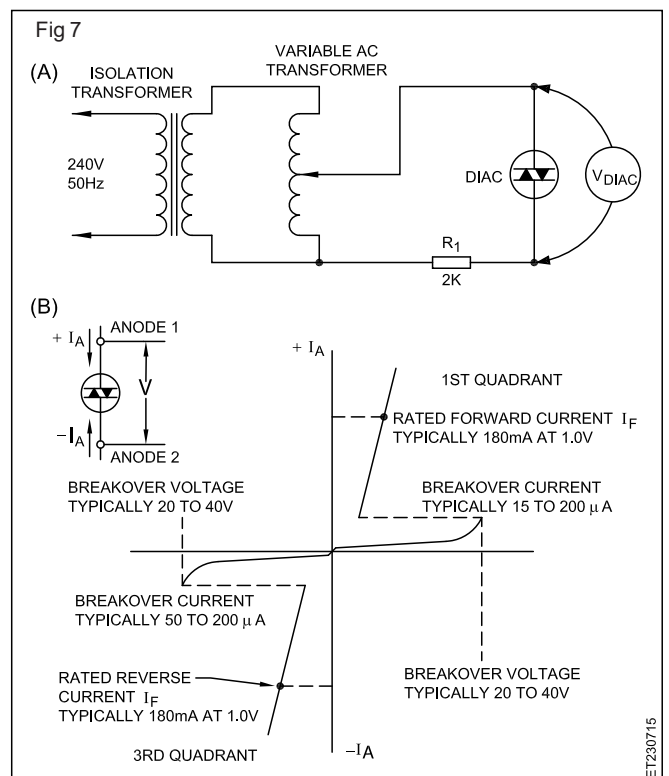 Fig 7
(A)
ISOLATION
TRANSFORMER
VARIABLE AC
TRANSFORMER
240V
50Hz
DIAC
VDIAC
R1
2K
(B)
+ IA
ANODE 1
V
–IA
ANODE 2
+ IA
1ST QUADRANT
RATED FORWARD CURRENT IF
TYPICALLY 180mA AT 1.0V
BREAKOVER VOLTAGE
TYPICALLY 20 TO 40V
BREAKOVER CURRENT
TYPICALLY 15 TO 200 μ A
BREAKOVER CURRENT
TYPICALLY 50 TO 200 μ A
RATED REVERSE
CURRENT IF
TYPICALLY 180mA AT 1.0V
BREAKOVER VOLTAGE
TYPICALLY 20 TO 40V
3RD QUADRANT
–IA
ET230715